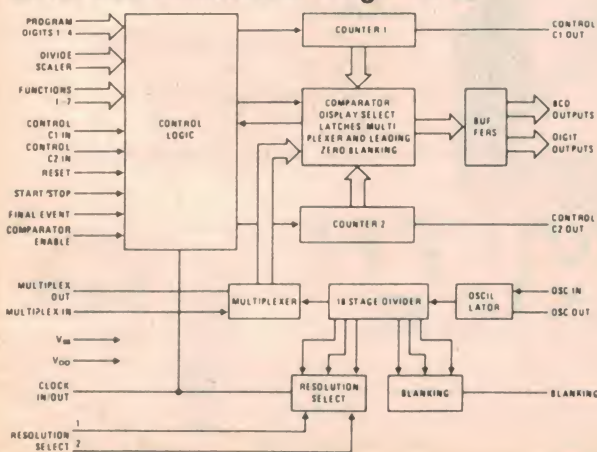 PROGRAM
DIGITS 1-4
DIVIDE
SCALER
FUNCTIONS
1-7
CONTROL
C1 IN
CONTROL
C2 IN
RESET
START/STOP
FINAL EVENT
COMPARATOR
ENABLE
CONTROL
LOGIC
COUNTER 1
CONTROL
C1 OUT
COMPARATOR
DISPLAY SELECT
LATCHES MULTI
PLEXER AND LEADING
ZERO BLANKING
BUF
FERS
BCD
OUTPUTS
DIGIT
OUTPUTS
COUNTER 2
CONTROL
C2 OUT
MULTIPLEX
OUT
MULTIPLEX IN
MULTIPLEXER
18 STAGE DIVIDER
OSCIL
LATOR
OSC IN
OSC OUT
VSS
VDD
CLOCK
IN/OUT
RESOLUTION
SELECT
BLANKING
BLANKING
RESOLUTION
SELECT
1
2